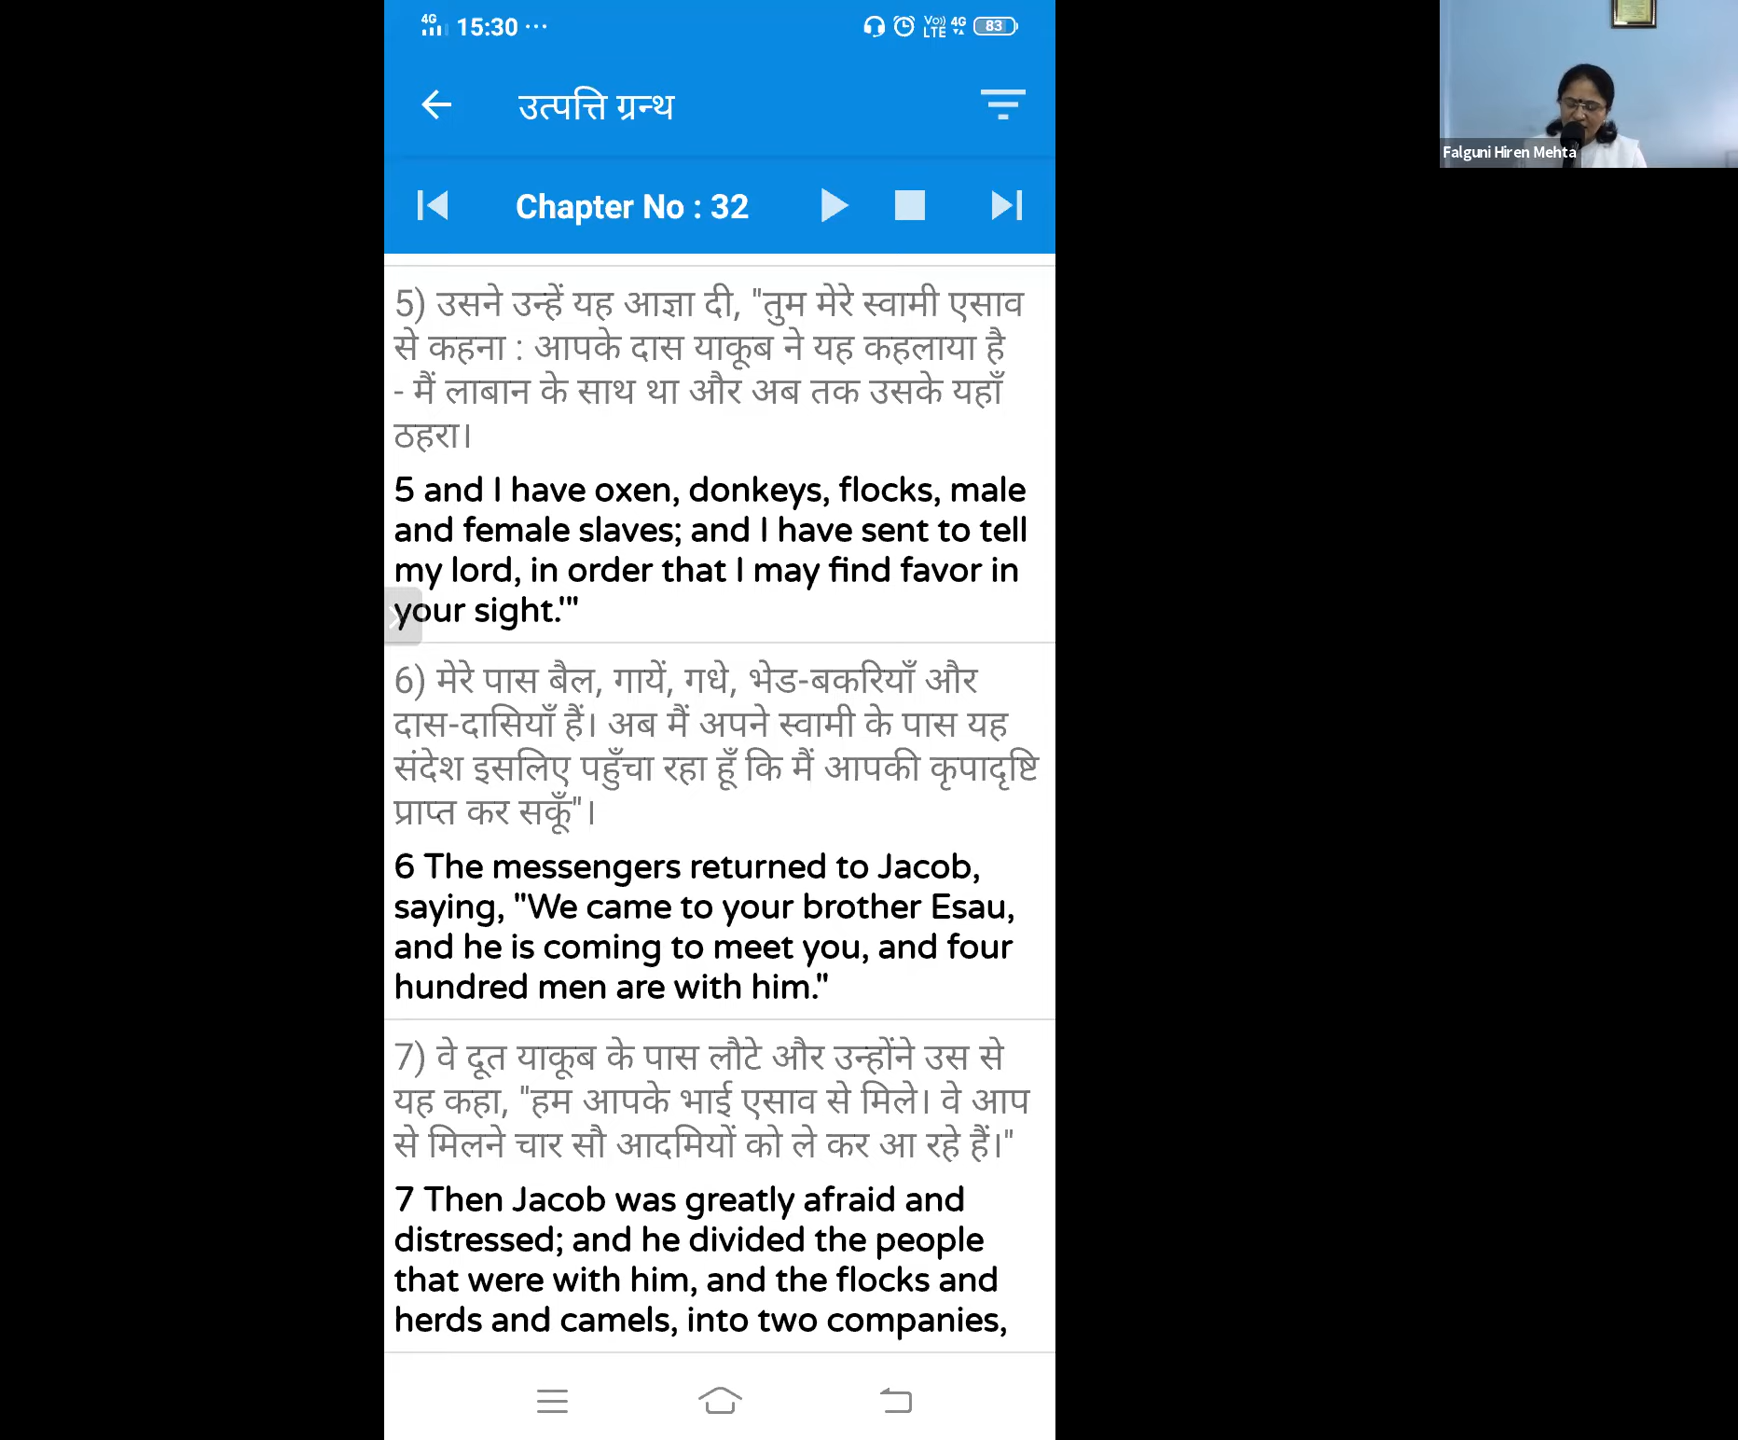 4G 15:30 ··· Vo)) LTE 4G 83
उत्पत्ति ग्रन्थ
Chapter No : 32
5) उसने उन्हें यह आज्ञा दी, "तुम मेरे स्वामी एसाव
से कहना : आपके दास याकूब ने यह कहलाया है
- मैं लाबान के साथ था और अब तक उसके यहाँ
ठहरा।
5 and I have oxen, donkeys, flocks, male
and female slaves; and I have sent to tell
my lord, in order that I may find favor in
your sight.'"
6) मेरे पास बैल, गायें, गधे, भेड-बकरियाँ और
दास-दासियाँ हैं। अब मैं अपने स्वामी के पास यह
संदेश इसलिए पहुँचा रहा हूँ कि मैं आपकी कृपादृष्टि
प्राप्त कर सकूँ"।
6 The messengers returned to Jacob,
saying, "We came to your brother Esau,
and he is coming to meet you, and four
hundred men are with him."
7) वे दूत याकूब के पास लौटे और उन्होंने उस से
यह कहा, "हम आपके भाई एसाव से मिले। वे आप
से मिलने चार सौ आदमियों को ले कर आ रहे हैं।"
7 Then Jacob was greatly afraid and
distressed; and he divided the people
that were with him, and the flocks and
herds and camels, into two companies,
Falguni Hiren Mehta